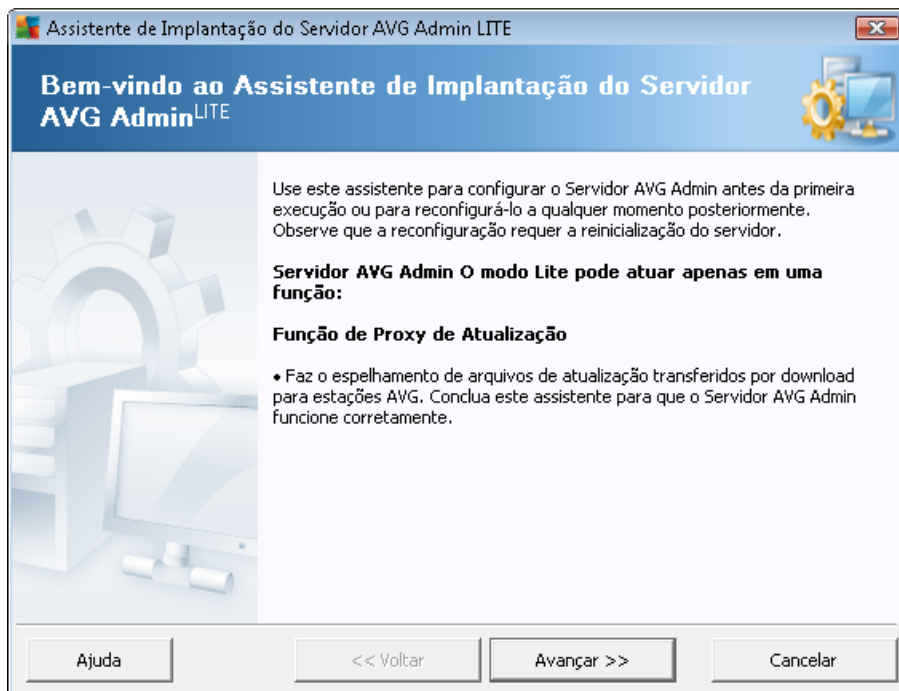 Assistente de Implantação do Servidor AVG Admin LITE
Bem-vindo ao Assistente de Implantação do Servidor
AVG Admin LITE
Use este assistente para configurar o Servidor AVG Admin antes da primeira
execução ou para reconfigurá-lo a qualquer momento posteriormente.
Observe que a reconfiguração requer a reinicialização do servidor.
Servidor AVG Admin O modo Lite pode atuar apenas em uma
função:
Função de Proxy de Atualização
• Faz o espelhamento de arquivos de atualização transferidos por download
para estações AVG. Conclua este assistente para que o Servidor AVG Admin
funcione corretamente.
Ajuda
<< Voltar
Avançar >>
Cancelar